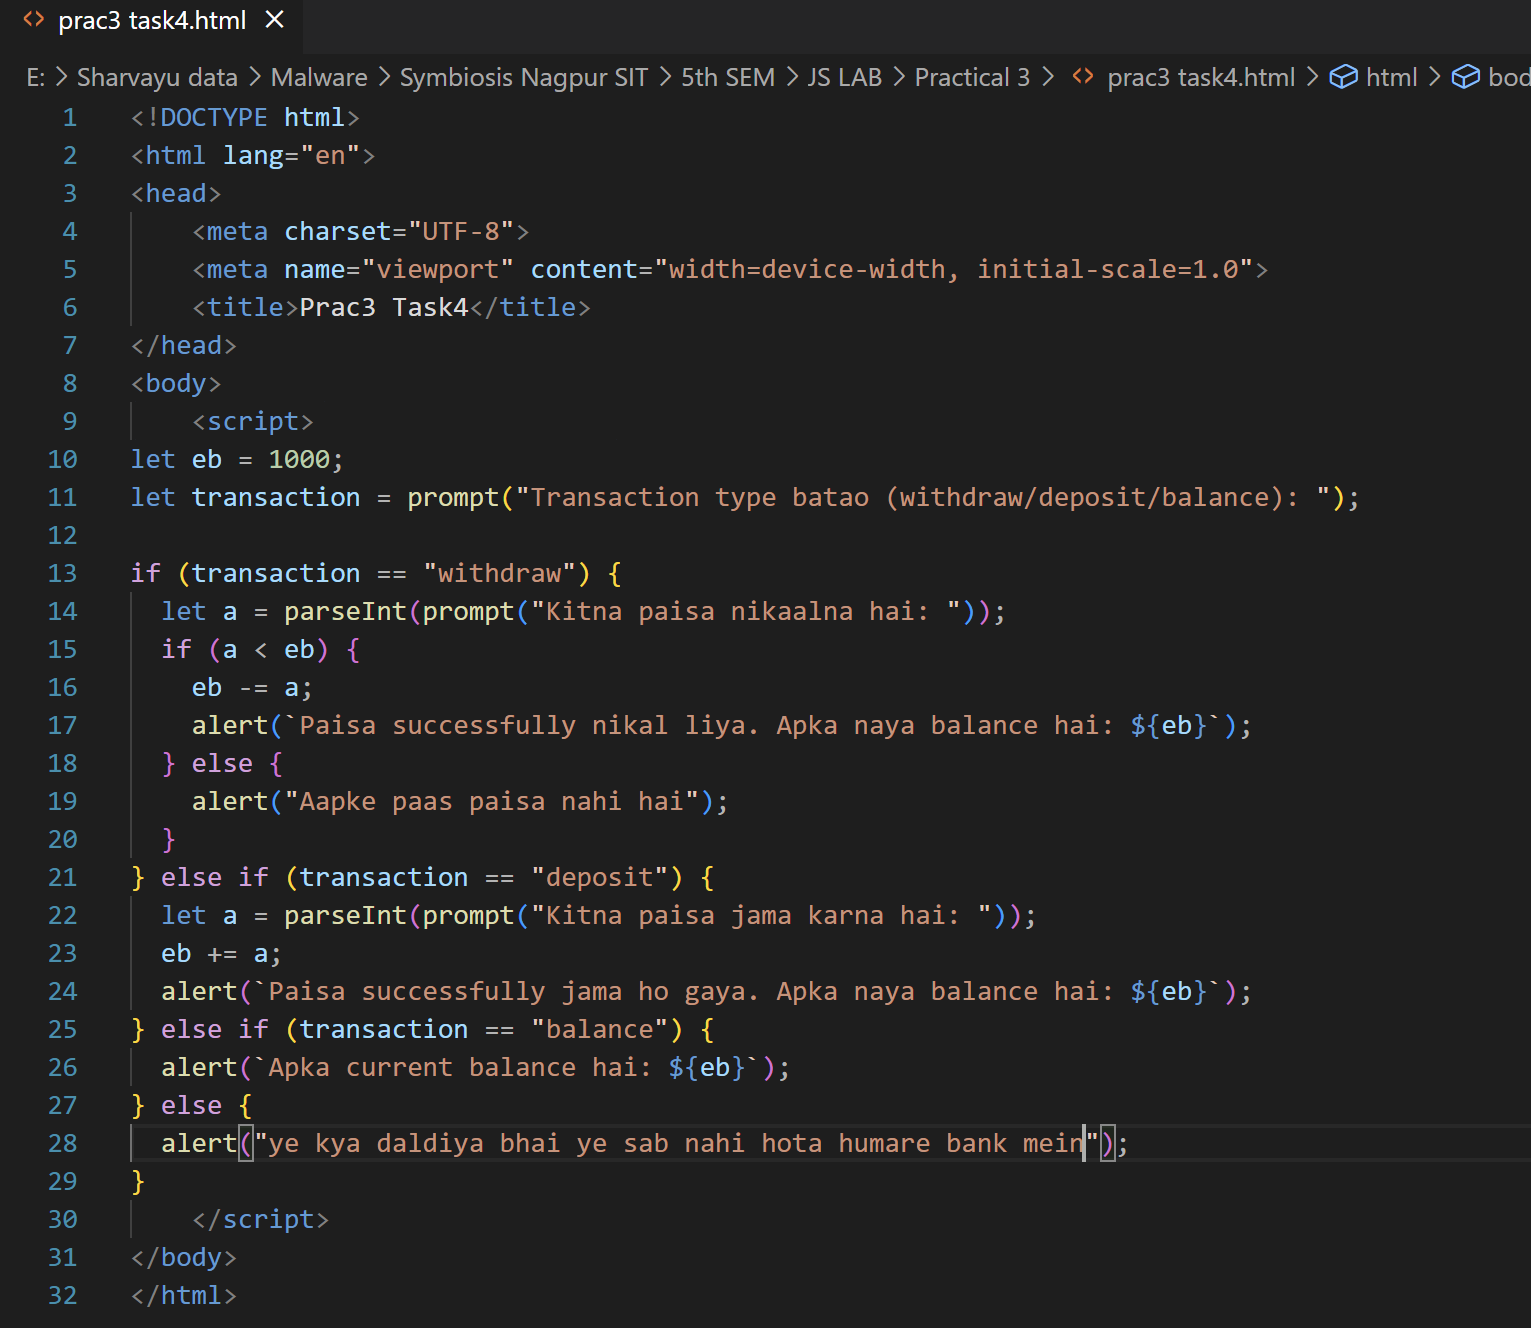 prac3 task4.html
E: > Sharvayu data > Malware > Symbiosis Nagpur SIT > 5th SEM > JS LAB > Practical 3 > prac3 task4.html > html > bod
1 <!DOCTYPE html>
2 <html lang="en">
3 <head>
4     <meta charset="UTF-8">
5     <meta name="viewport" content="width=device-width, initial-scale=1.0">
6     <title>Prac3 Task4</title>
7 </head>
8 <body>
9     <script>
10 let eb = 1000;
11 let transaction = prompt("Transaction type batao (withdraw/deposit/balance): ");
12
13 if (transaction == "withdraw") {
14   let a = parseInt(prompt("Kitna paisa nikaalna hai: "));
15   if (a < eb) {
16     eb -= a;
17     alert(`Paisa successfully nikal liya. Apka naya balance hai: ${eb}`);
18   } else {
19     alert("Aapke paas paisa nahi hai");
20   }
21 } else if (transaction == "deposit") {
22   let a = parseInt(prompt("Kitna paisa jama karna hai: "));
23   eb += a;
24   alert(`Paisa successfully jama ho gaya. Apka naya balance hai: ${eb}`);
25 } else if (transaction == "balance") {
26   alert(`Apka current balance hai: ${eb}`);
27 } else {
28   alert("ye kya daldiya bhai ye sab nahi hota humare bank mein");
29 }
30     </script>
31 </body>
32 </html>